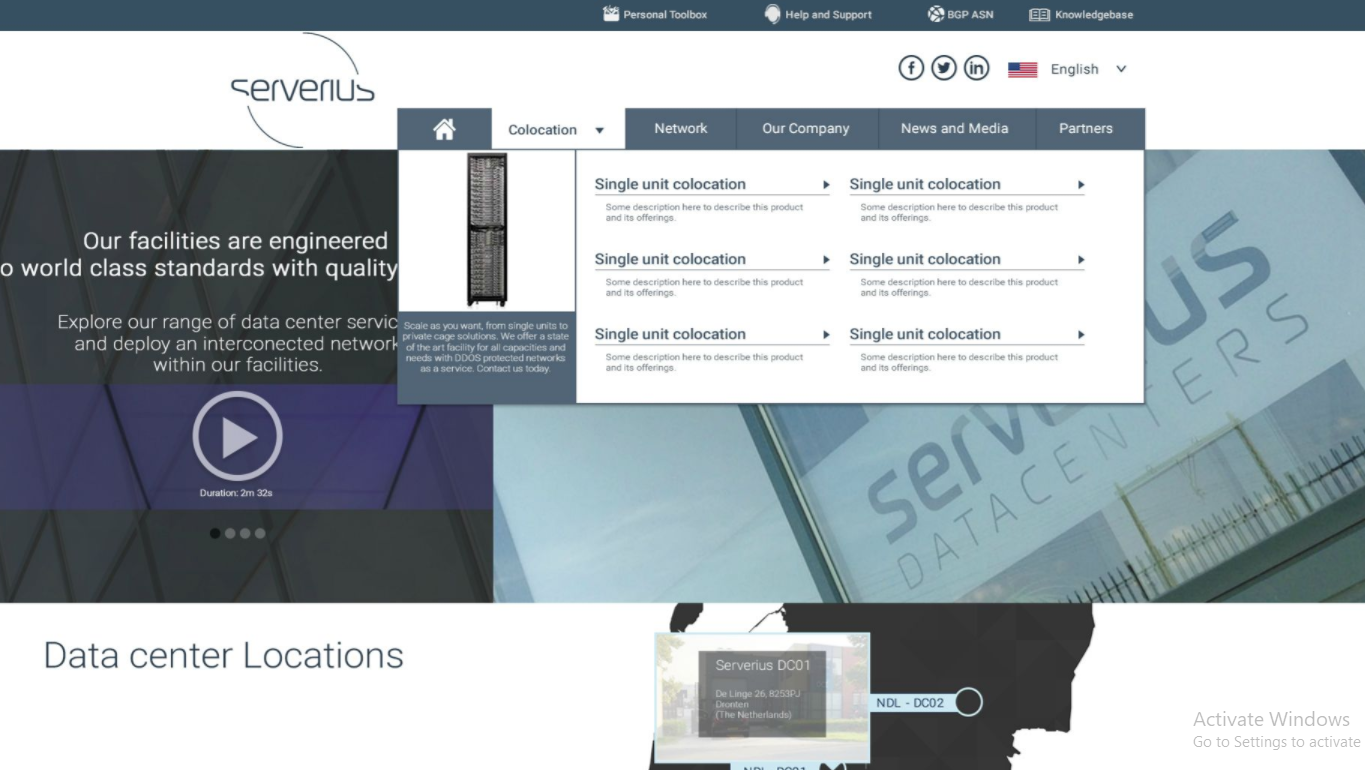 Personal Toolbox
Help and Support
BGP ASN
Knowledgebase
serverius
English
Colocation
Network
Our Company
News and Media
Partners
Our facilities are engineered
o world class standards with quality
Explore our range of data center servic
and deploy an interconected network
within our facilities.
Duration: 2m 32s
Scale as you want, from single units to
private cage solutions. We offer a state
of the art facility for all capacities and
needs with DDOS protected networks
as a service. Contact us today.
Single unit colocation
Some description here to describe this product
and its offerings.
Single unit colocation
Some description here to describe this product
and its offerings.
Single unit colocation
Some description here to describe this product
and its offerings.
Single unit colocation
Some description here to describe this product
and its offerings.
Single unit colocation
Some description here to describe this product
and its offerings.
Single unit colocation
Some description here to describe this product
and its offerings.
serverius
DATACENTERS
Data center Locations
Serverius DC01
De Linge 26, 8253PJ
Dronten
(The Netherlands)
NDL - DC02
NDL - DC01
Activate Windows
Go to Settings to activate